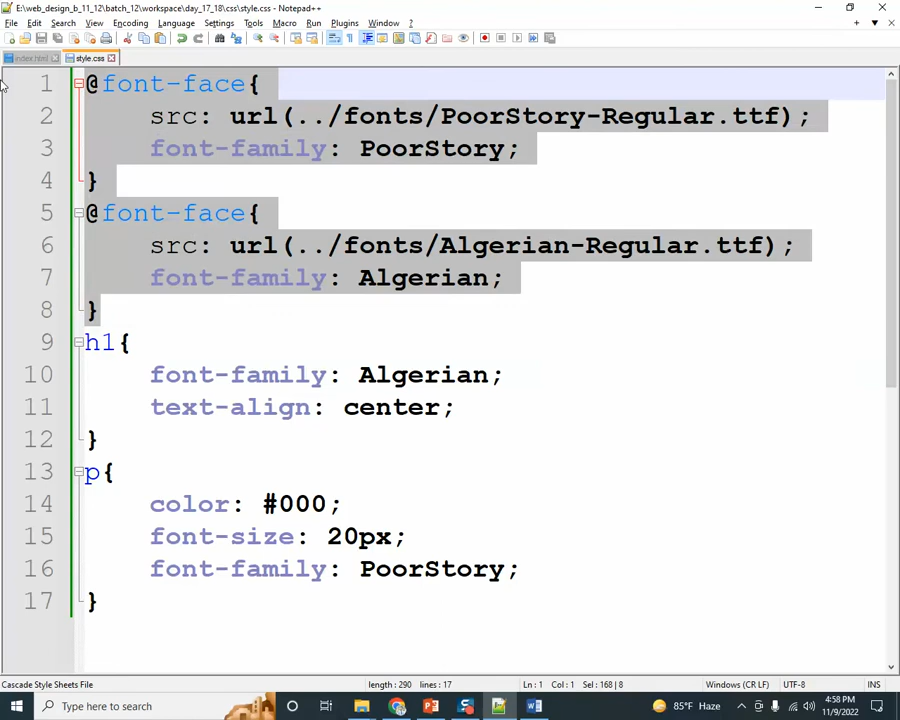 E:\web_design_b_11_12\batch_12\workspace\day_17_18\css\style.css - Notepad++
File Edit Search View Encoding Language Settings Tools Macro Run Plugins Window ?
index.html style.css
1 @font-face{
2 src: url(../fonts/PoorStory-Regular.ttf);
3 font-family: PoorStory;
4 }
5 @font-face{
6 src: url(../fonts/Algerian-Regular.ttf);
7 font-family: Algerian;
8 }
9 h1{
10 font-family: Algerian;
11 text-align: center;
12 }
13 p{
14 color: #000;
15 font-size: 20px;
16 font-family: PoorStory;
17 }
Cascade Style Sheets File length : 290 lines : 17 Ln : 1 Col : 1 Sel : 168 | 8 Windows (CR LF) UTF-8 INS
Type here to search 85°F Haze 4:58 PM
11/9/2022